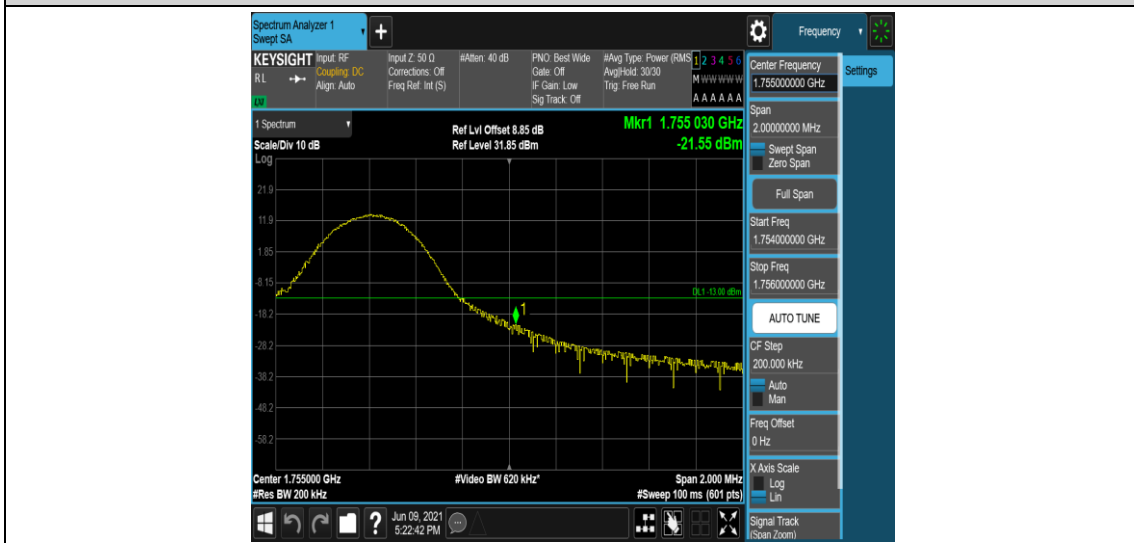 Spectrum Analyzer 1
Swept SA
+
Frequency
KEYSIGHT
RL
Input: RF
Coupling: DC
Align: Auto
Input Z: 50 Ω
Corrections: Off
Freq Ref: Int (S)
#Atten: 40 dB
PNO: Best Wide
Gate: Off
IF Gain: Low
Sig Track: Off
#Avg Type: Power (RMS
Avg|Hold: 30/30
Trig: Free Run
1 2 3 4 5 6
M W W W W W
A A A A A A
1 Spectrum
Scale/Div 10 dB
Log
Ref Lvl Offset 8.85 dB
Ref Level 31.85 dBm
Mkr1 1.755 030 GHz
-21.55 dBm
21.9
11.9
1.85
-8.15
-18.2
-28.2
-38.2
-48.2
-58.2
DL1 -13.00 dBm
1
Center 1.755000 GHz
#Res BW 200 kHz
#Video BW 620 kHz*
Span 2.000 MHz
#Sweep 100 ms (601 pts)
?
Jun 09, 2021
5:22:42 PM
Center Frequency
1.755000000 GHz
Settings
Span
2.00000000 MHz
Swept Span
Zero Span
Full Span
Start Freq
1.754000000 GHz
Stop Freq
1.756000000 GHz
AUTO TUNE
CF Step
200.000 kHz
Auto
Man
Freq Offset
0 Hz
X Axis Scale
Log
Lin
Signal Track
(Span Zoom)